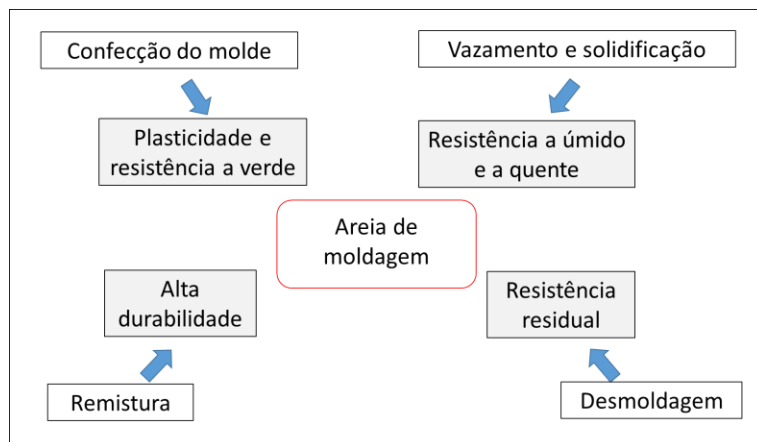 Confecção do molde
Vazamento e solidificação
Plasticidade e
resistência a verde
Resistência a úmido
e a quente
Areia de
moldagem
Alta
durabilidade
Resistência
residual
Remistura
Desmoldagem